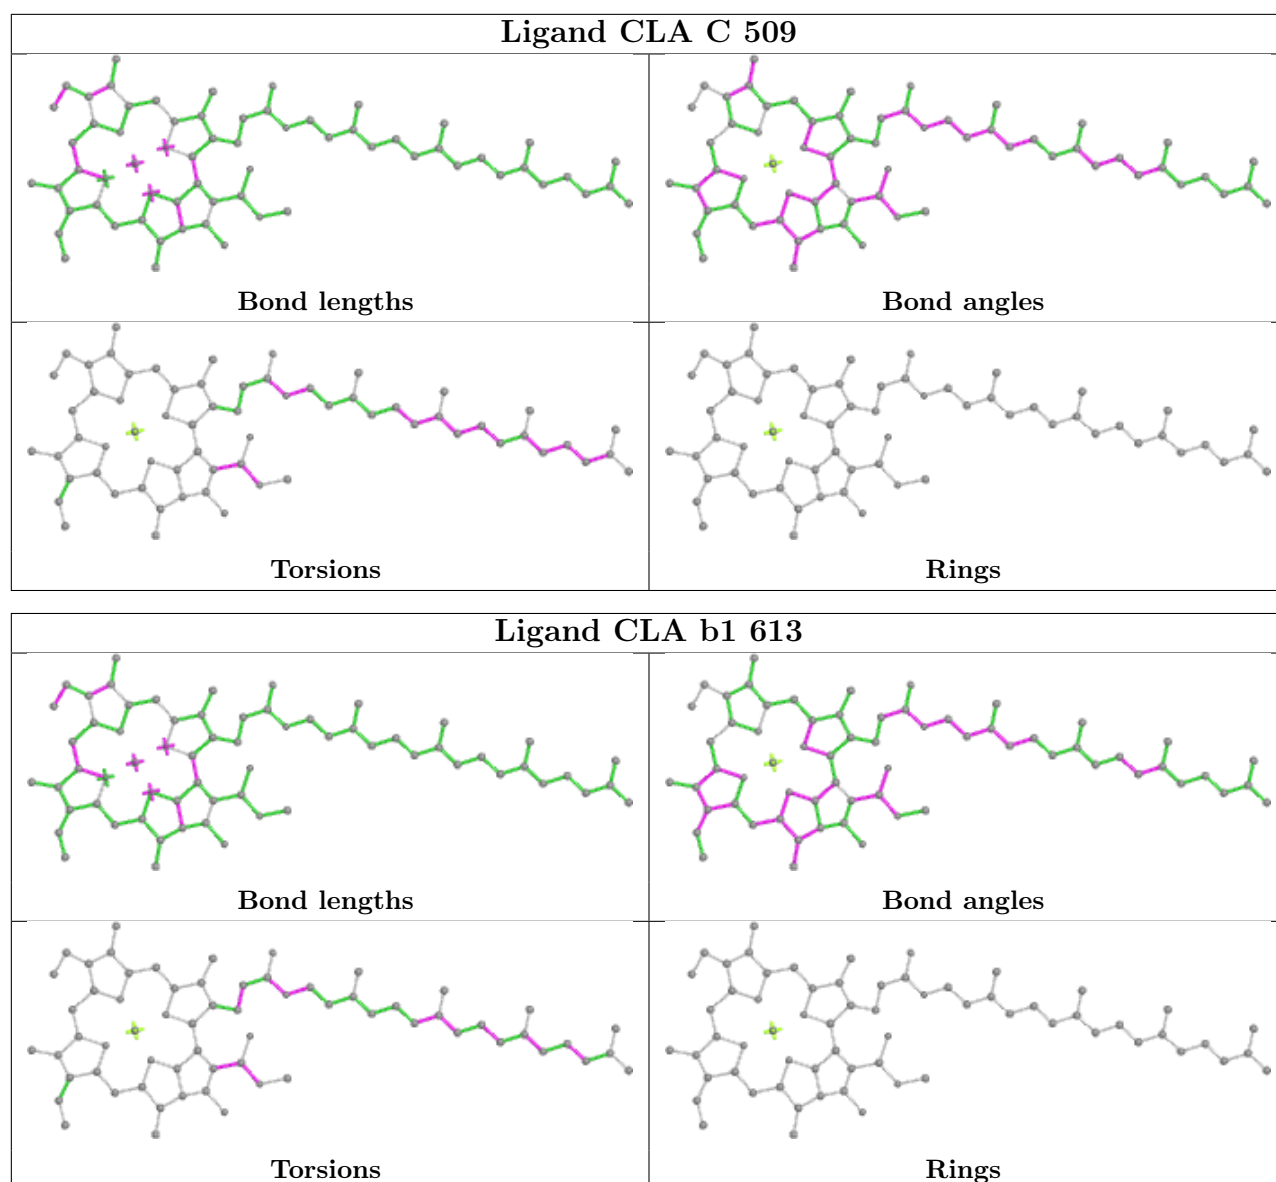 Ligand CLA C 509
Bond lengths
Bond angles
Torsions
Rings
Ligand CLA b1 613
Bond lengths
Bond angles
Torsions
Rings